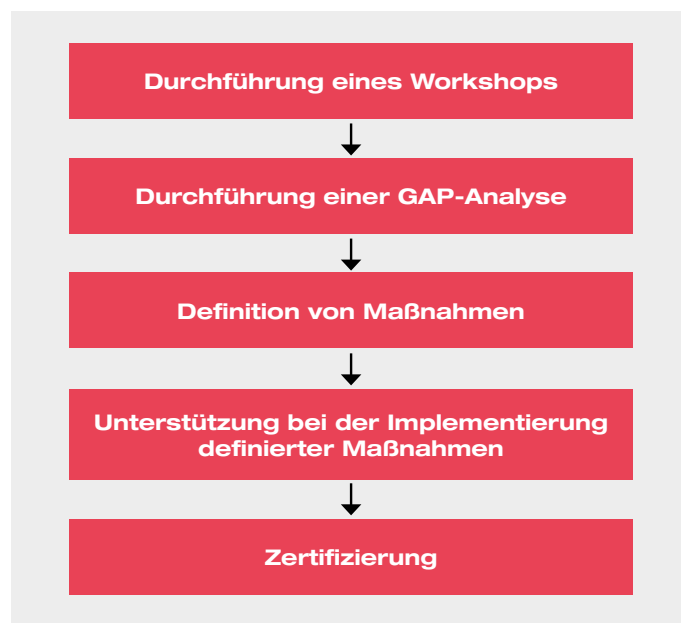 Durchführung eines Workshops
Durchführung einer GAP-Analyse
Definition von Maßnahmen
Unterstützung bei der Implementierung
definierter Maßnahmen
Zertifizierung